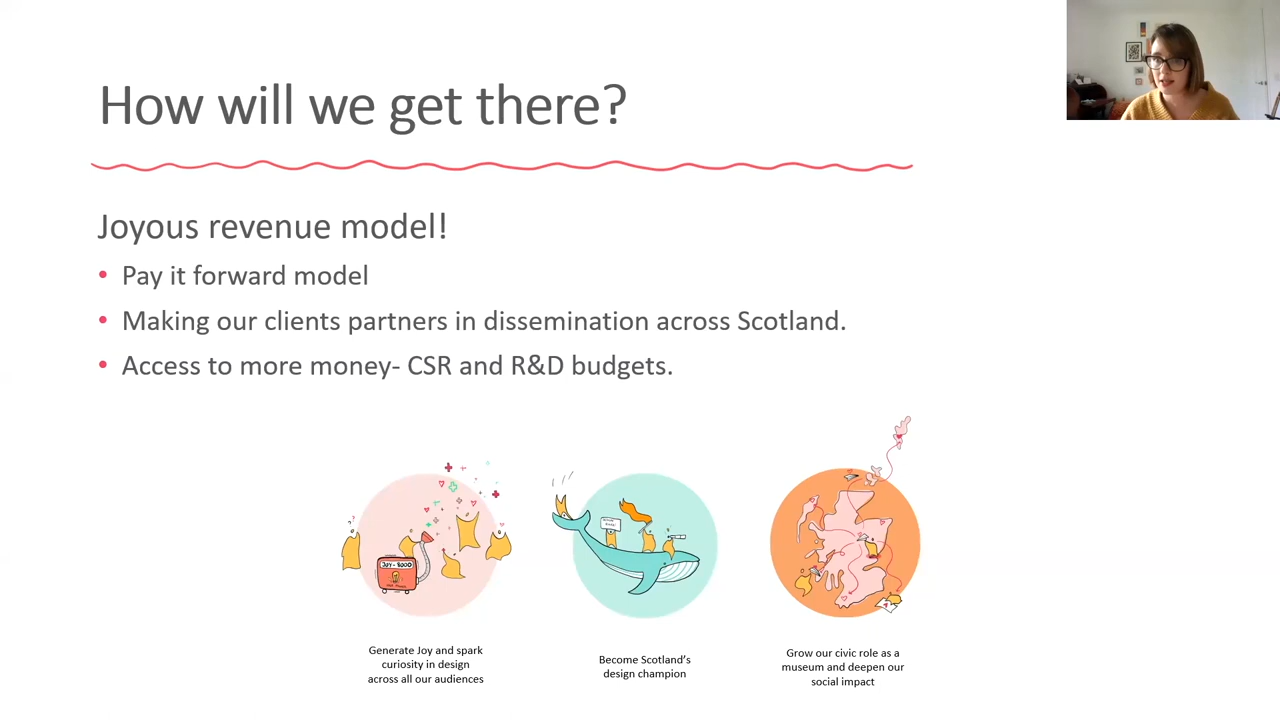 How will we get there?
Joyous revenue model!
• Pay it forward model
• Making our clients partners in dissemination across Scotland.
• Access to more money- CSR and R&D budgets.
JOY - 8000
Generate Joy and spark
curiosity in design
across all our audiences
Become Scotland's
design champion
Grow our civic role as a
museum and deepen our
social impact